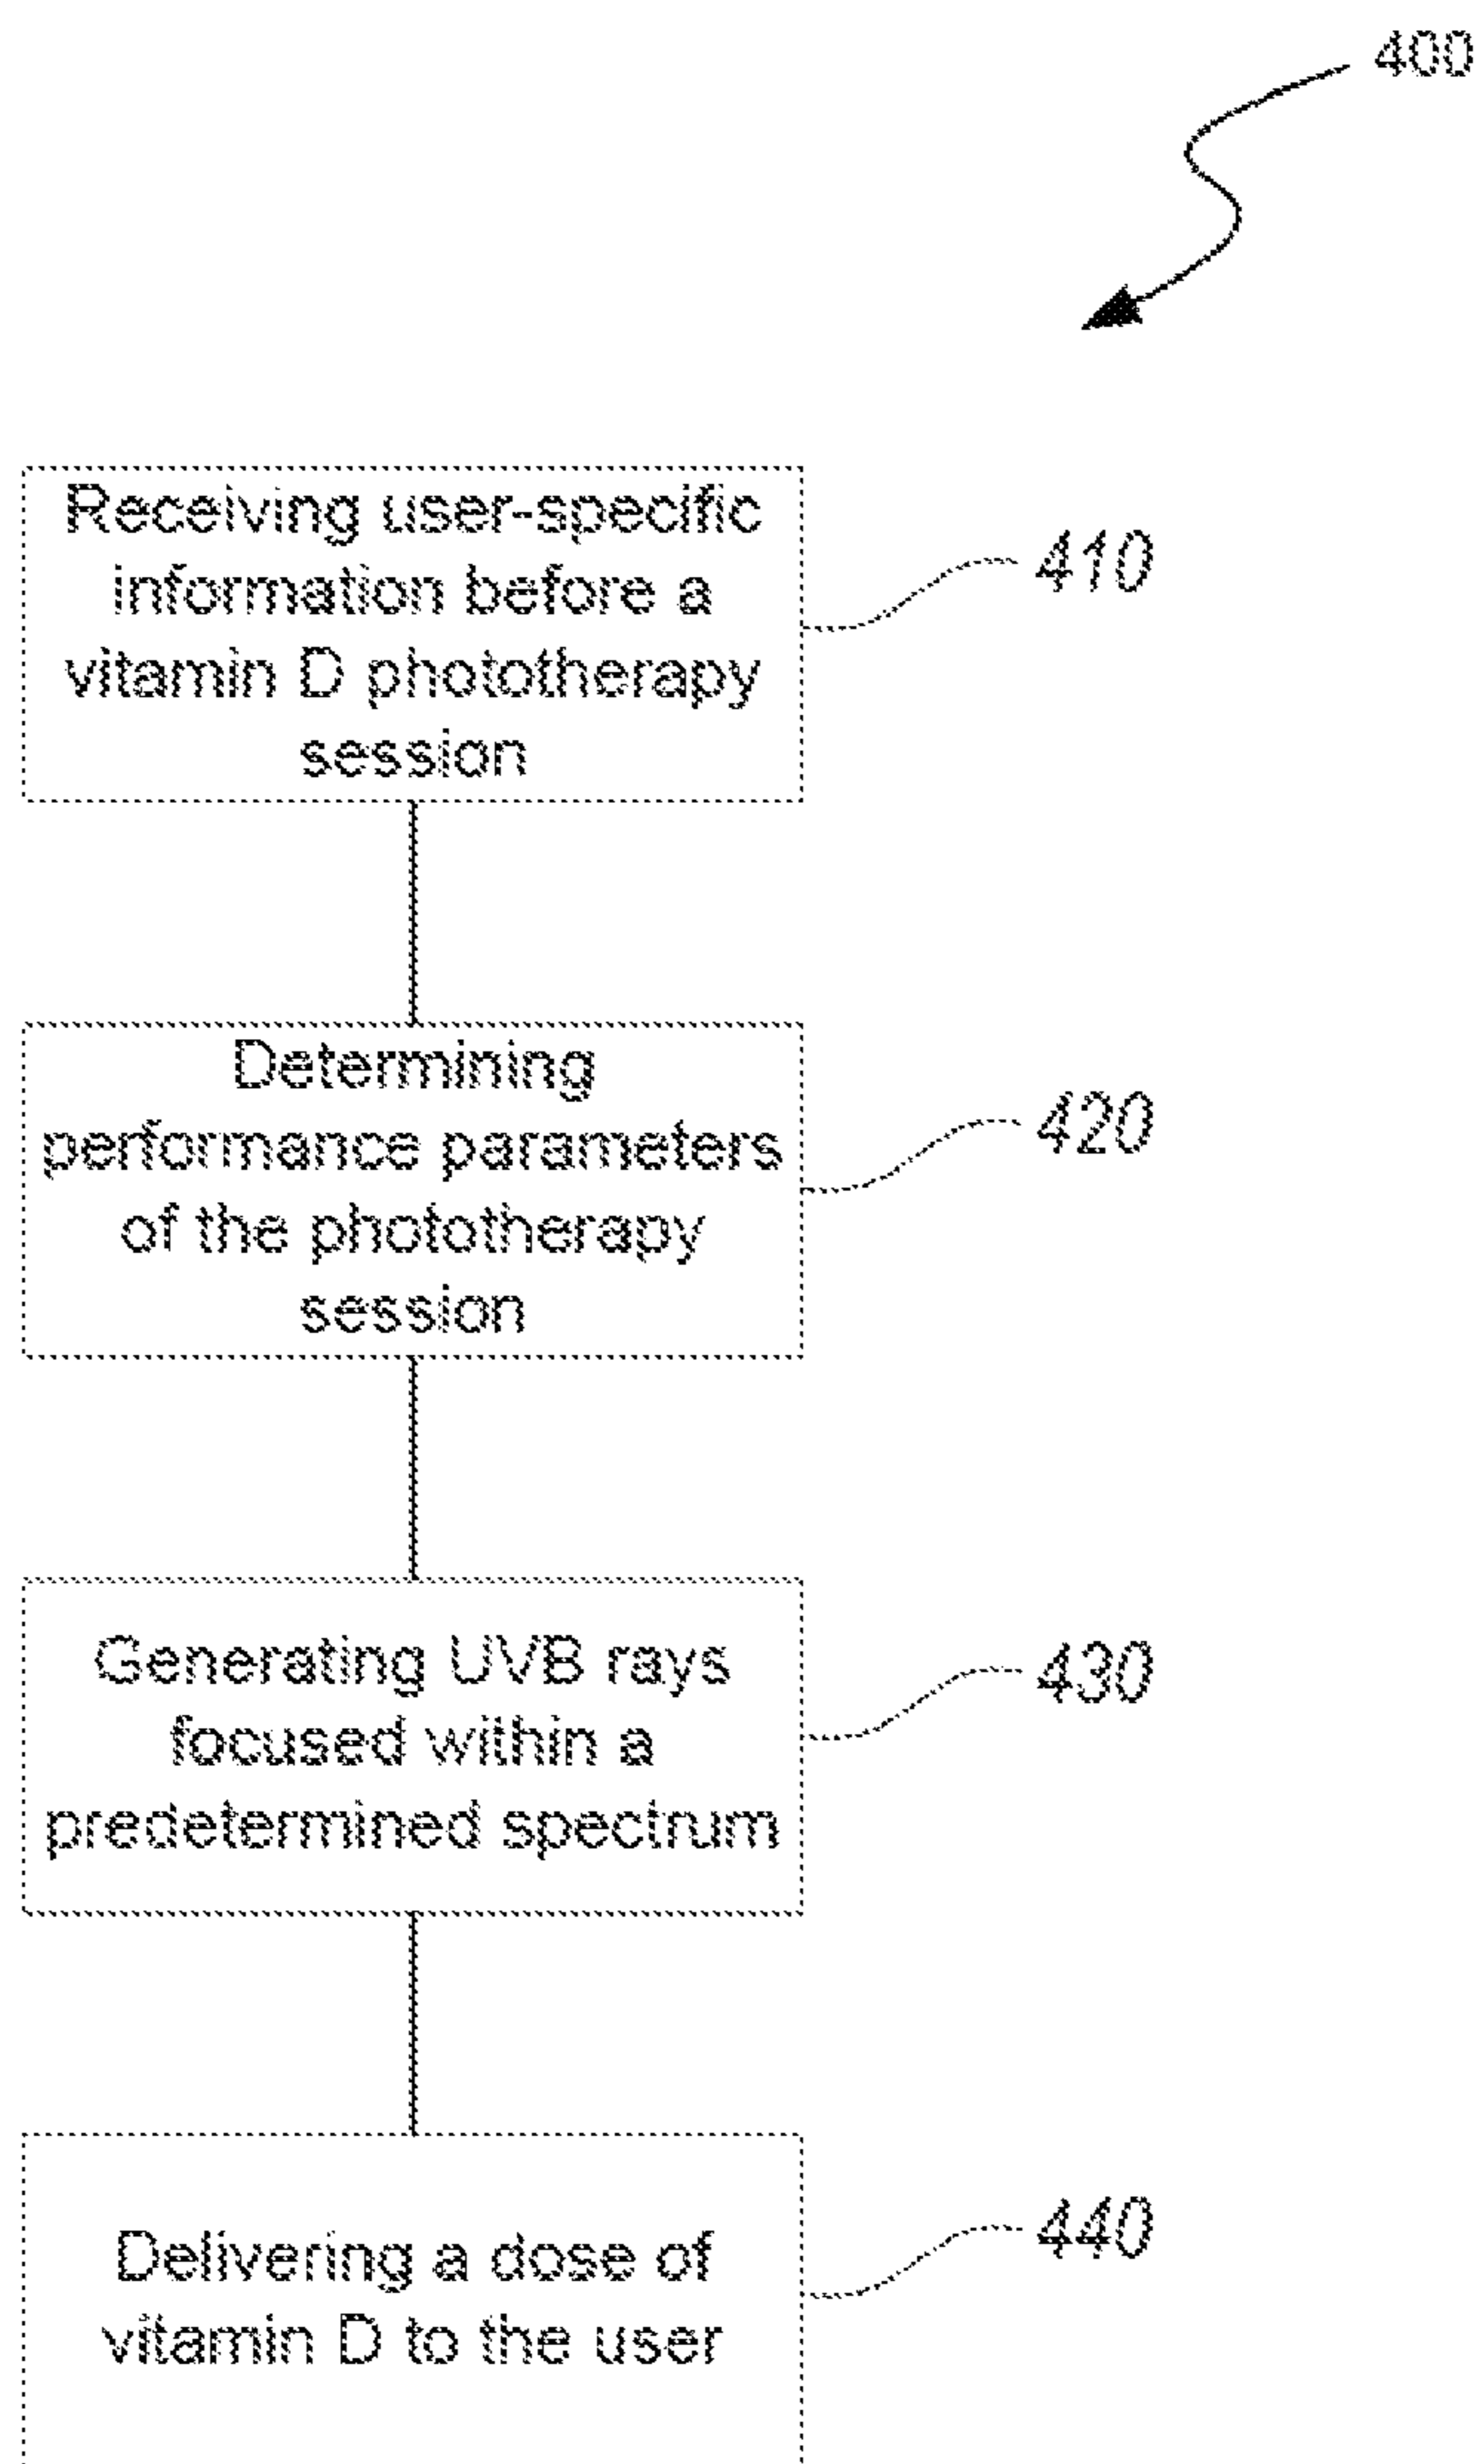 400
Receiving user-specific
information before a
vitamin D phototherapy
session
410
Determining
performance parameters
of the phototherapy
session
420
Generating UVB rays
focused within a
predetermined spectrum
430
Delivering a dose of
vitamin D to the user
440